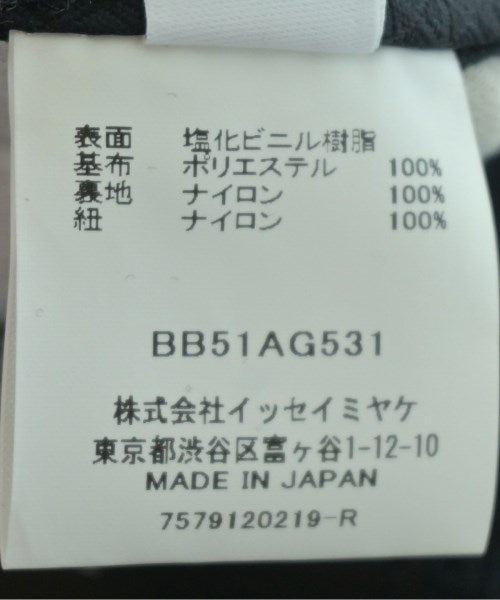 表面 塩化ビニル樹脂
基布 ポリエステル 100%
裏地 ナイロン 100%
紐 ナイロン 100%
BB51AG531
株式会社イッセイミヤケ
東京都渋谷区富ヶ谷1-12-10
MADE IN JAPAN
7579120219-R